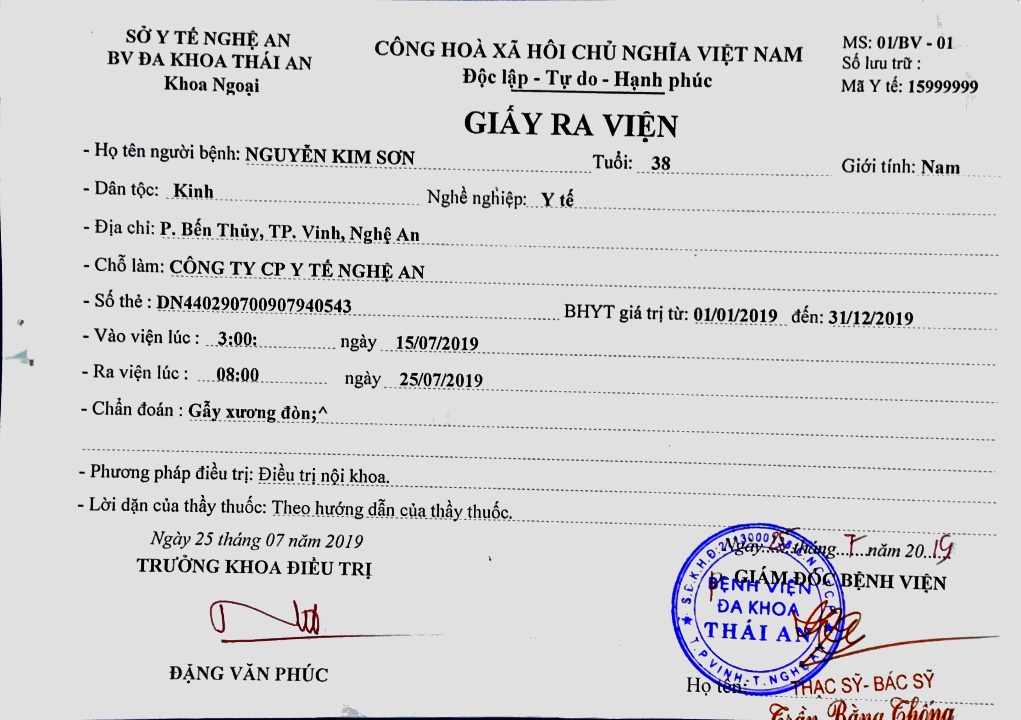 SỞ Y TẾ NGHỆ AN
BV ĐA KHOA THÁI AN
Khoa Ngoại
CÔNG HOÀ XÃ HÔI CHỦ NGHĨA VIỆT NAM
Độc lập - Tự do - Hạnh phúc
MS: 01/BV - 01
Số lưu trữ :
Mã Y tế: 15999999
GIẤY RA VIỆN
- Họ tên người bệnh: NGUYỄN KIM SƠN Tuổi: 38 Giới tính: Nam
- Dân tộc: Kinh Nghề nghiệp: Y tế
- Địa chỉ: P. Bến Thủy, TP. Vinh, Nghệ An
- Chỗ làm: CÔNG TY CP Y TẾ NGHỆ AN
- Số thẻ : DN440290700907940543 BHYT giá trị từ: 01/01/2019 đến: 31/12/2019
- Vào viện lúc : 3:00: ngày 15/07/2019
- Ra viện lúc : 08:00 ngày 25/07/2019
- Chẩn đoán : Gẫy xương đòn;^
- Phương pháp điều trị: Điều trị nội khoa.
- Lời dặn của thầy thuốc: Theo hướng dẫn của thầy thuốc.
Ngày 25 tháng 07 năm 2019
TRƯỞNG KHOA ĐIỀU TRỊ
ĐẶNG VĂN PHÚC
Ngày 25 tháng 7 năm 2019
GIÁM ĐỐC BỆNH VIỆN
BỆNH VIỆN
ĐA KHOA
THÁI AN
T.P VINH - T. NGHỆ AN
Họ tên:
THẠC SỸ- BÁC SỸ
Trần Bằng Thống